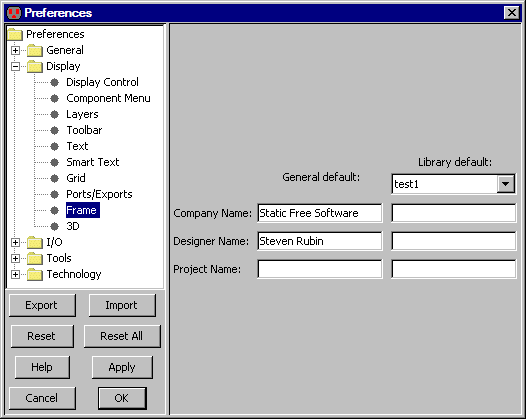 Preferences
Preferences
General
Display
Display Control
Component Menu
Layers
Toolbar
Text
Smart Text
Grid
Ports/Exports
Frame
3D
I/O
Tools
Technology
Export Import
Reset Reset All
Help Apply
Cancel OK
Library default:
General default:
test1
Company Name: Static Free Software
Designer Name: Steven Rubin
Project Name: